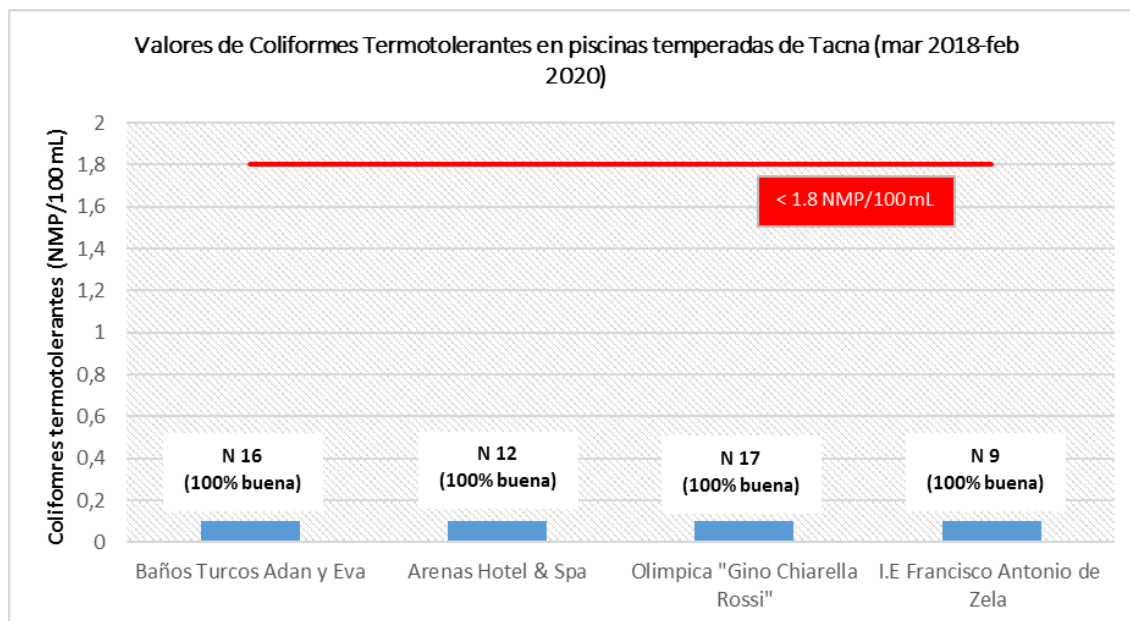 Valores de Coliformes Termotolerantes en piscinas temperadas de Tacna (mar 2018-feb
2020)
Colifomres termotolerantes (NMP/100 mL)
2
1,8
1,6
1,4
1,2
1
0,8
0,6
0,4
0,2
0
< 1.8 NMP/100 mL
N 16
(100% buena)
N 12
(100% buena)
N 17
(100% buena)
N 9
(100% buena)
Baños Turcos Adan y Eva
Arenas Hotel & Spa
Olimpica "Gino Chiarella
Rossi"
I.E Francisco Antonio de
Zela